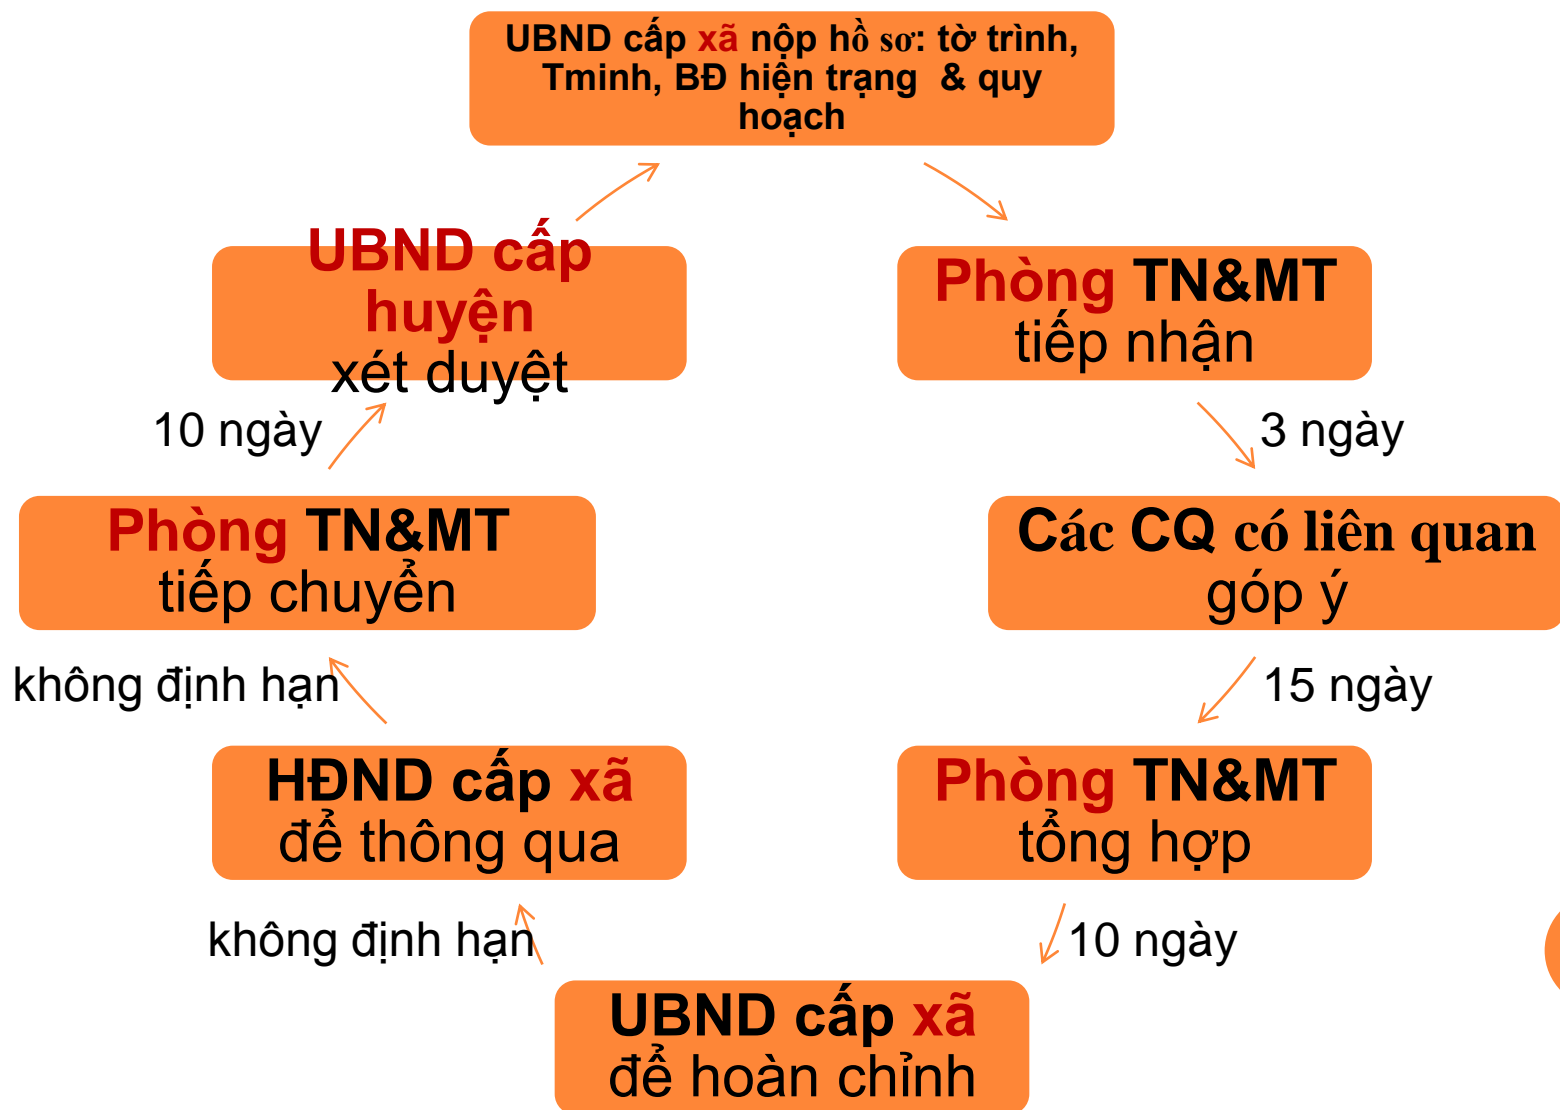 UBND cấp xã nộp hồ sơ: tờ trình,
Tminh, BĐ hiện trạng & quy
hoạch
Phòng TN&MT
tiếp nhận
3 ngày
Các CQ có liên quan
góp ý
15 ngày
Phòng TN&MT
tổng hợp
10 ngày
UBND cấp xã
để hoàn chỉnh
không định hạn
HĐND cấp xã
để thông qua
không định hạn
Phòng TN&MT
tiếp chuyển
10 ngày
UBND cấp
huyện
xét duyệt